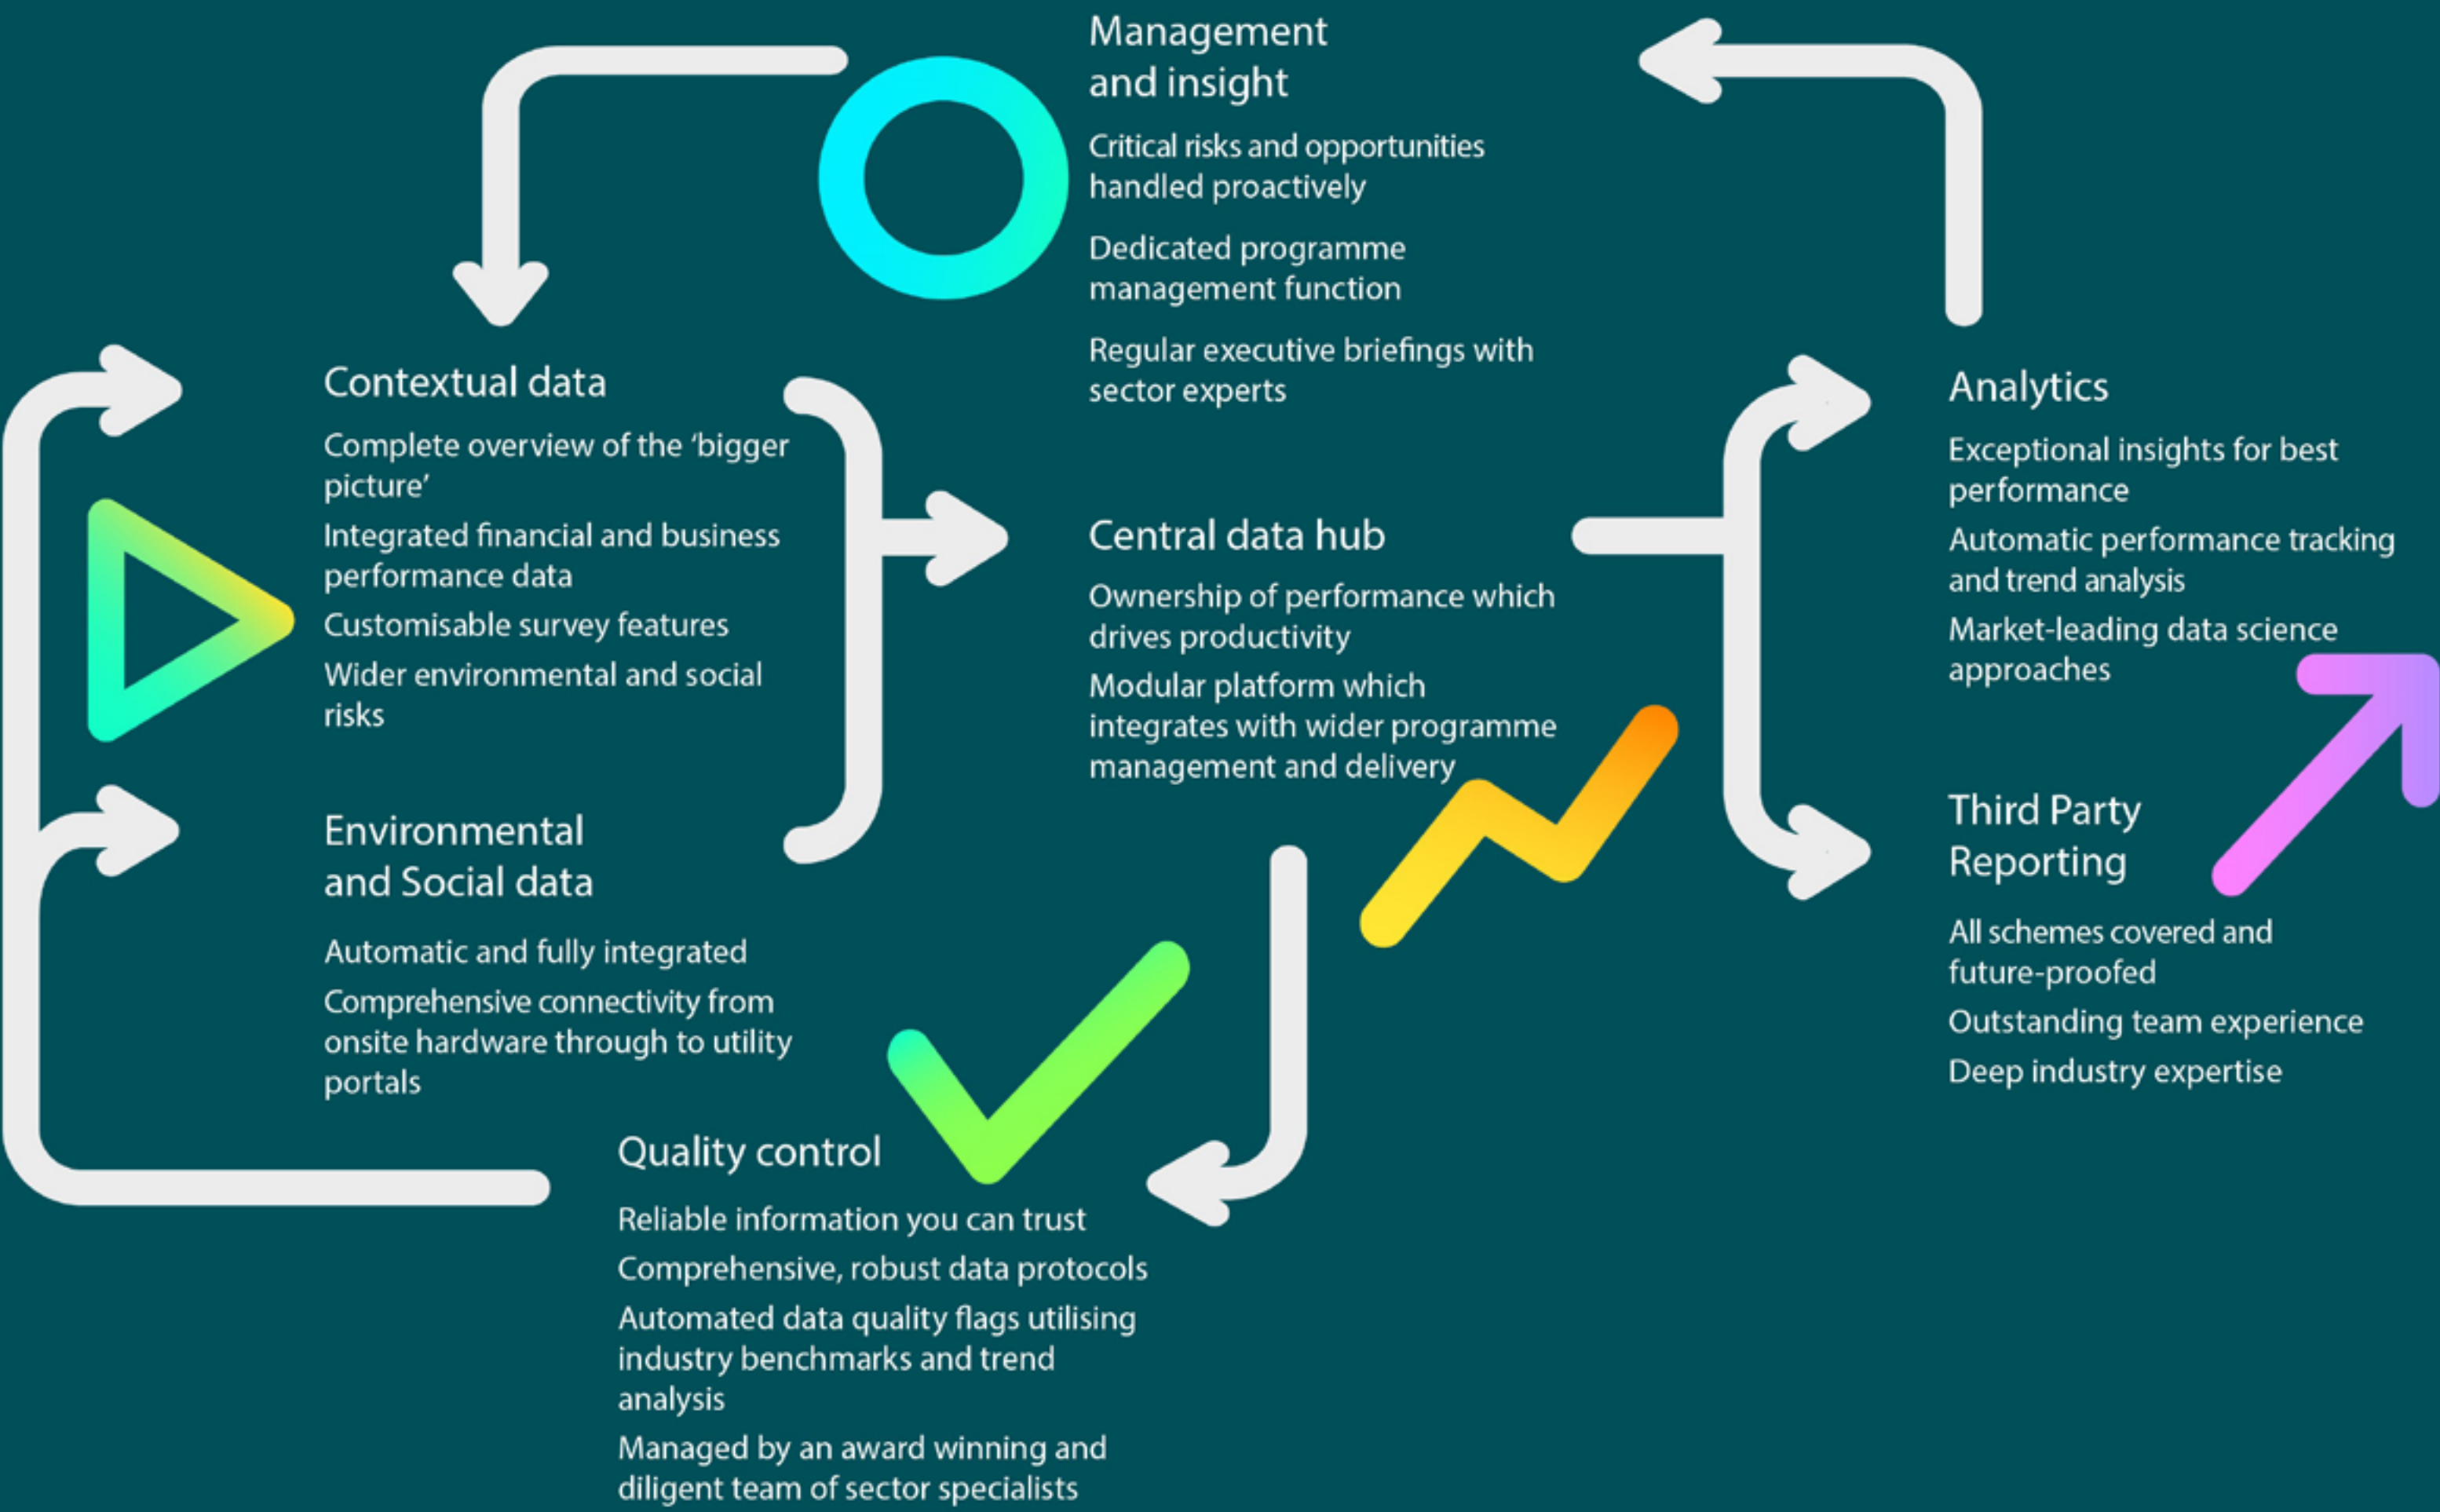 Management
and insight
Critical risks and opportunities
handled proactively
Dedicated programme
management function
Regular executive briefings with
sector experts
Contextual data
Complete overview of the ‘bigger
picture’
Integrated financial and business
performance data
Customisable survey features
Wider environmental and social
risks
Environmental
and Social data
Automatic and fully integrated
Comprehensive connectivity from
onsite hardware through to utility
portals
Central data hub
Ownership of performance which
drives productivity
Modular platform which
integrates with wider programme
management and delivery
Analytics
Exceptional insights for best
performance
Automatic performance tracking
and trend analysis
Market-leading data science
approaches
Third Party
Reporting
All schemes covered and
future-proofed
Outstanding team experience
Deep industry expertise
Quality control
Reliable information you can trust
Comprehensive, robust data protocols
Automated data quality flags utilising
industry benchmarks and trend
analysis
Managed by an award winning and
diligent team of sector specialists